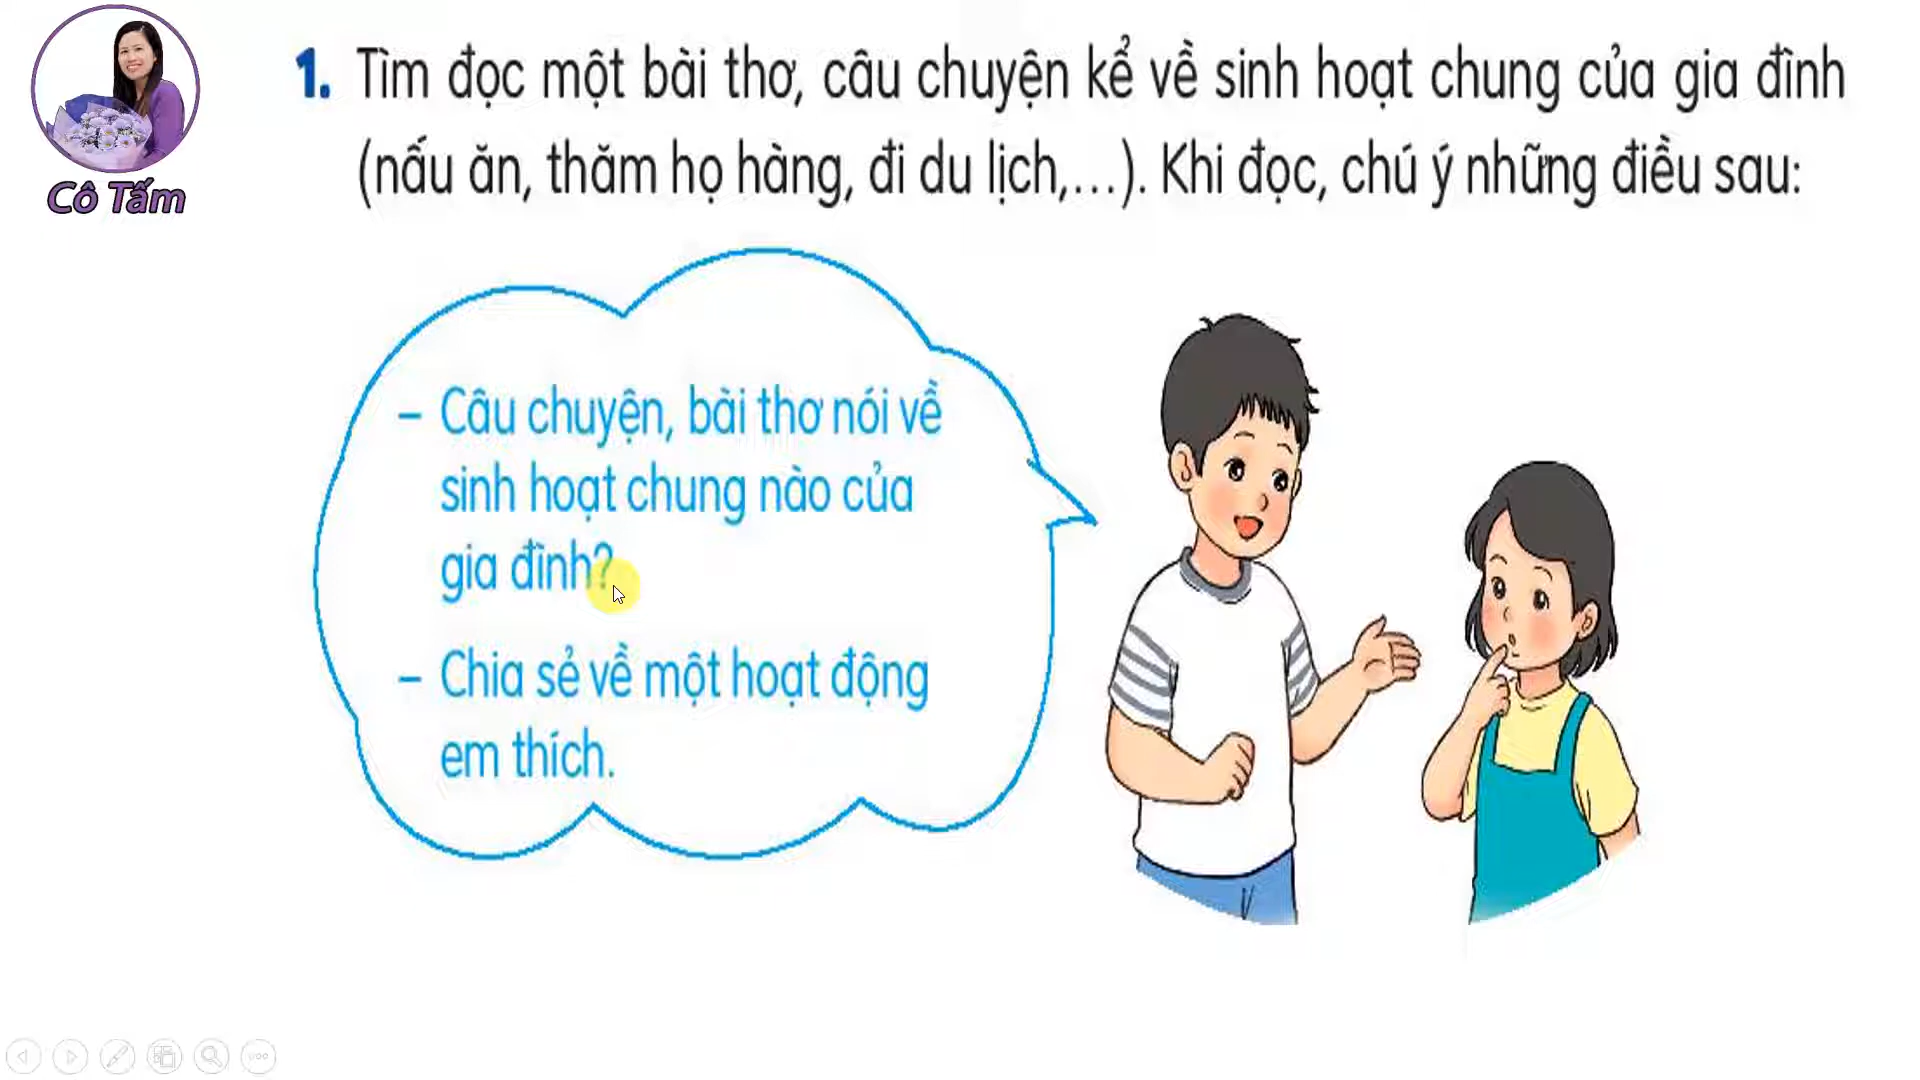 Cô Tấm
1. Tìm đọc một bài thơ, câu chuyện kể về sinh hoạt chung của gia đình
(nấu ăn, thăm họ hàng, đi du lịch,...). Khi đọc, chú ý những điều sau:
– Câu chuyện, bài thơ nói về
sinh hoạt chung nào của
gia đình?
– Chia sẻ về một hoạt động
em thích.